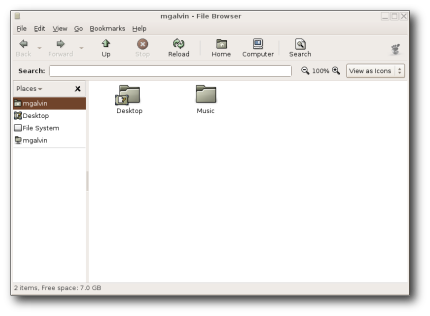 mgalvin - File Browser
File Edit View Go Bookmarks Help
Back Forward Up Stop Reload Home Computer Search
Search: 100% View as Icons
Places
mgalvin
Desktop
File System
mgalvin
Desktop Music
2 items, Free space: 7.0 GB